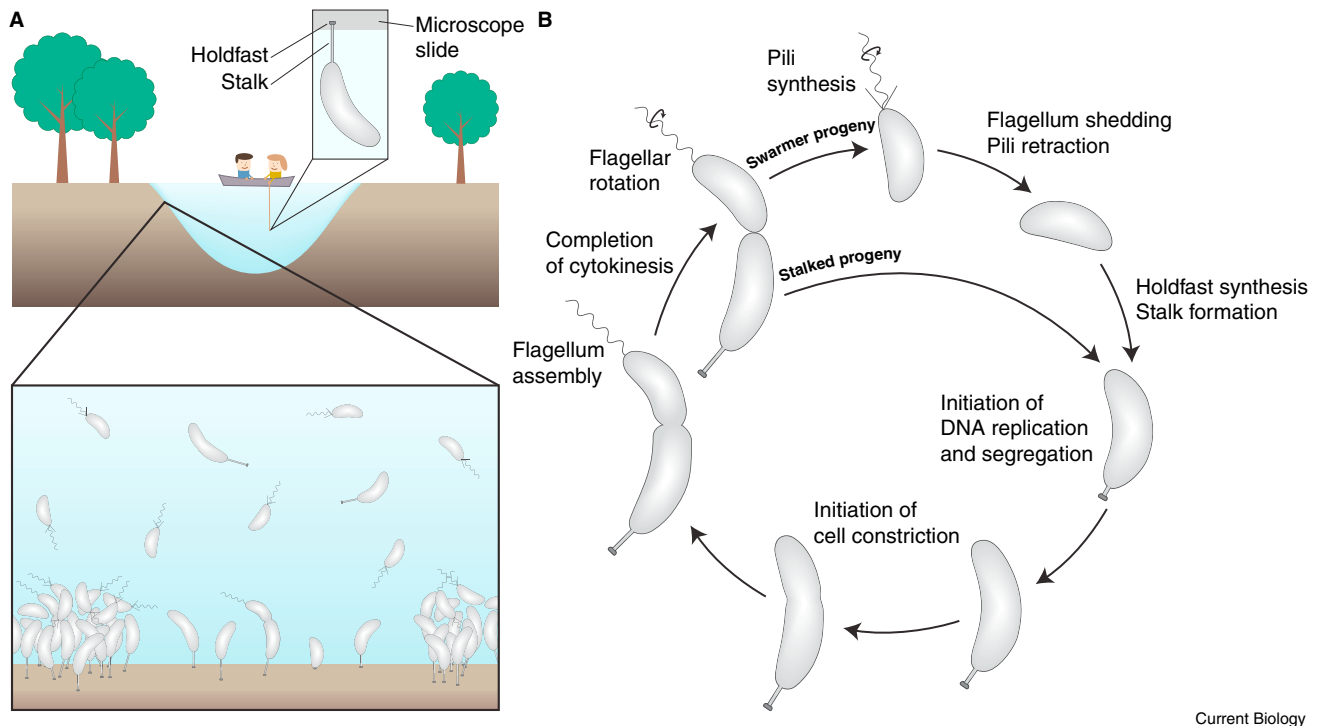 A
Holdfast
Stalk
Microscope
slide
B
Pili
synthesis
Flagellar
rotation
Swarmer progeny
Flagellum shedding
Pili retraction
Completion
of cytokinesis
Stalked progeny
Holdfast synthesis
Stalk formation
Flagellum
assembly
Initiation of
DNA replication
and segregation
Initiation of
cell constriction
Current Biology